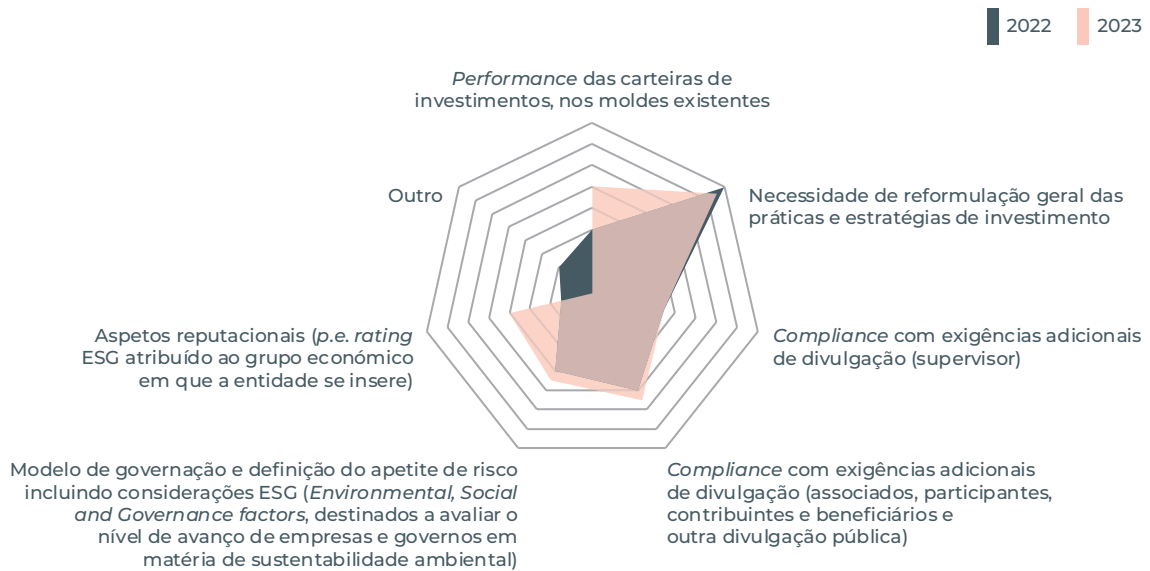 2022
2023
Performance das carteiras de
investimentos, nos moldes existentes
Outro
Necessidade de reformulação geral das
práticas e estratégias de investimento
Aspetos reputacionais (p.e. rating
ESG atribuído ao grupo económico
em que a entidade se insere)
Compliance com exigências adicionais
de divulgação (supervisor)
Modelo de governação e definição do apetite de risco
incluindo considerações ESG (Environmental, Social
and Governance factors, destinados a avaliar o
nível de avanço de empresas e governos em
matéria de sustentabilidade ambiental)
Compliance com exigências adicionais
de divulgação (associados, participantes,
contribuintes e beneficiários e
outra divulgação pública)